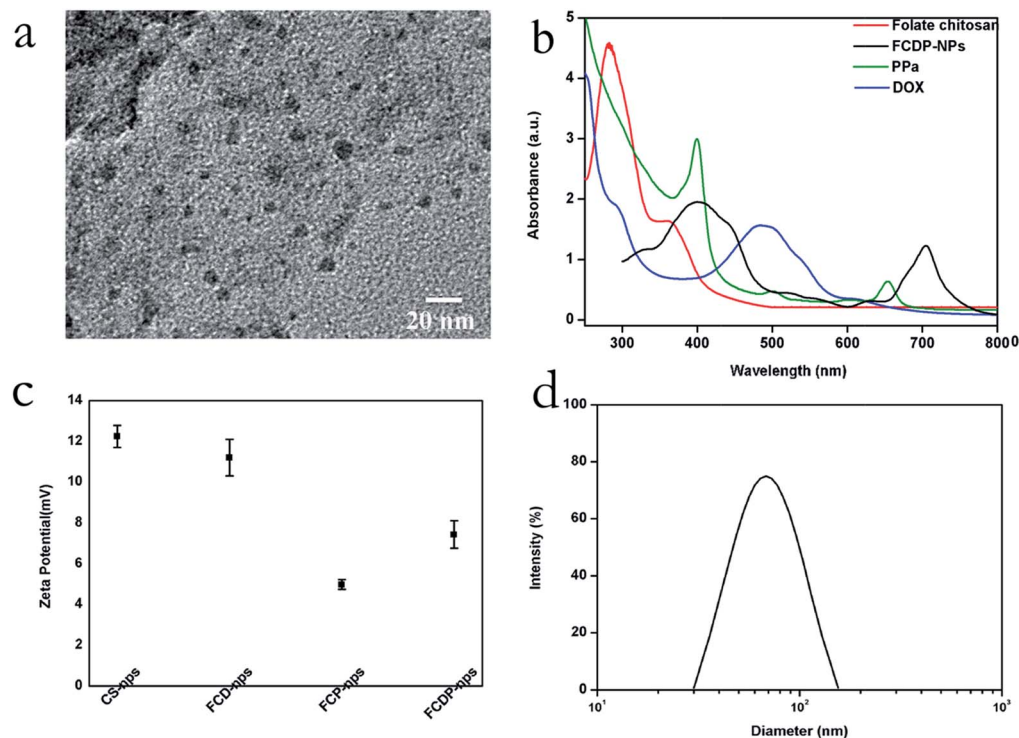 a
20 nm
b
Folate chitosan
FCDP-NPs
PPa
DOX
5
4
3
2
1
0
300 400 500 600 700 800 0
Absorbance (a.u.)
Wavelength (nm)
c
14
12
10
8
6
4
2
0
Zeta Potential(mV)
CS-nps FCD-nps FCP-nps FCDP-nps
d
100
80
60
40
20
0
Intensity (%)
10¹ 10² 10³
Diameter (nm)